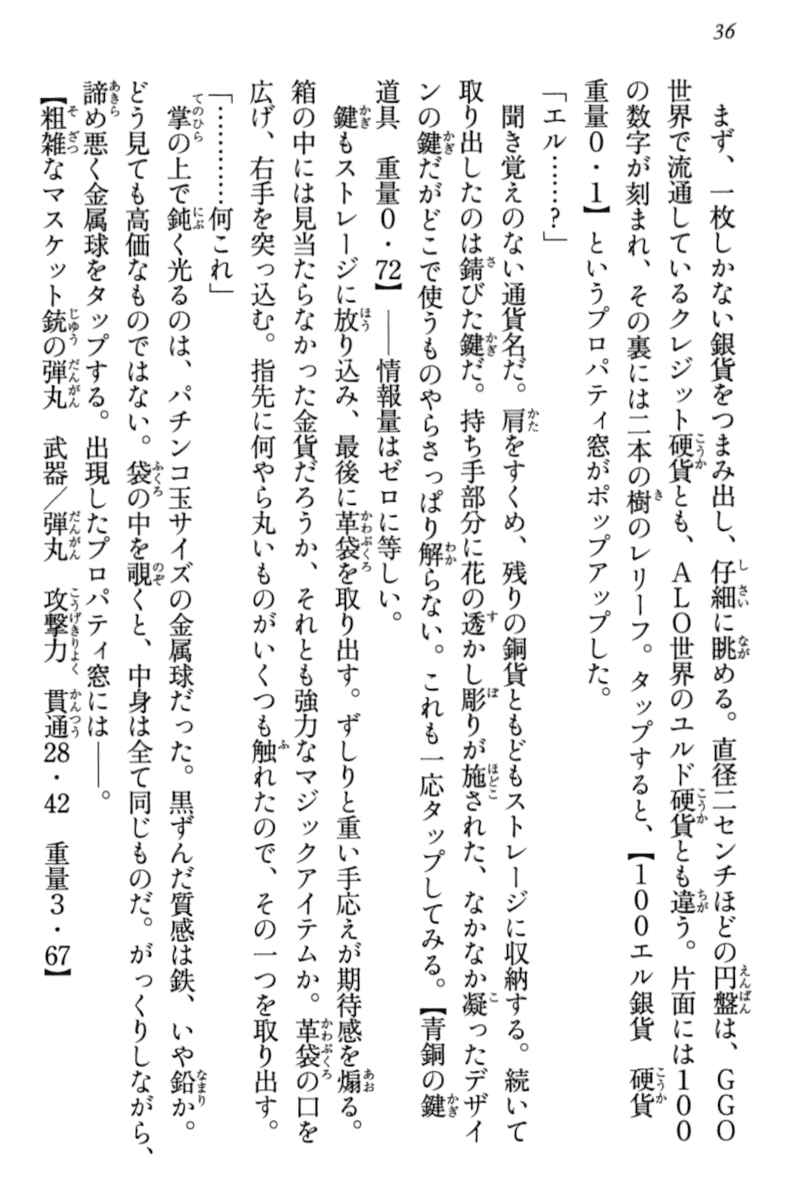 36
まず、一枚しかない銀貨をつまみ出し、仔細に眺める。直径二センチほどの円盤は、GGO
世界で流通しているクレジット硬貨とも、ALO世界のユルド硬貨とも違う。片面には100
の数字が刻まれ、その裏には二本の樹のレリーフ。タップすると、【100エル銀貨　硬貨
重量0・1】というプロパティ窓がポップアップした。
「エル……?」
聞き覚えのない通貨名だ。肩をすくめ、残りの銅貨ともどもストレージに収納する。続いて
取り出したのは錆びた鍵だ。持ち手部分に花の透かし彫りが施された、なかなか凝ったデザイ
ンの鍵だがどこで使うものやらさっぱり解らない。これも一応タップしてみる。【青銅の鍵
道具　重量0・72】――情報量はゼロに等しい。
鍵もストレージに放り込み、最後に革袋を取り出す。ずしりと重い手応えが期待感を煽る。
箱の中には見当たらなかった金貨だろうか、それとも強力なマジックアイテムか。革袋の口を
広げ、右手を突っ込む。指先に何やら丸いものがいくつも触れたので、その一つを取り出す。
「…………何これ」
掌の上で鈍く光るのは、パチンコ玉サイズの金属球だった。黒ずんだ質感は鉄、いや鉛か。
どう見ても高価なものではない。袋の中を覗くと、中身は全て同じものだ。がっくりしながら、
諦め悪く金属球をタップする。出現したプロパティ窓には――。
【粗雑なマスケット銃の弾丸　武器／弾丸　攻撃力　貫通28・42　重量3・67】